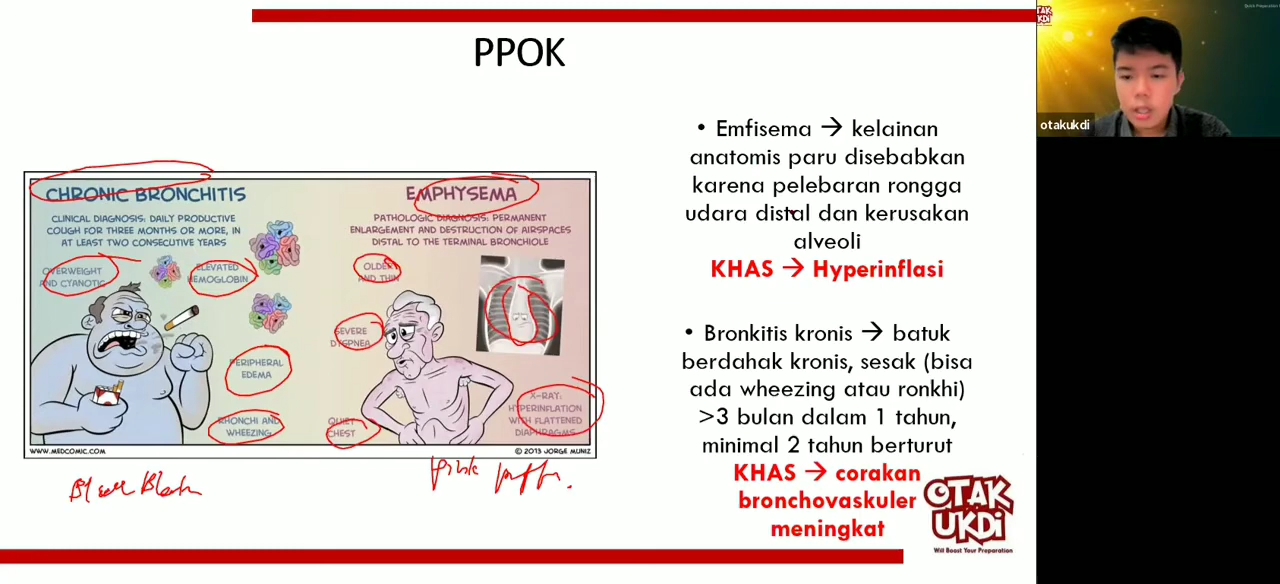 PPOK
CHRONIC BRONCHITIS
CLINICAL DIAGNOSIS: DAILY PRODUCTIVE
COUGH FOR THREE MONTHS OR MORE, IN
AT LEAST TWO CONSECUTIVE YEARS
OVERWEIGHT
AND CYANOTIC
ELEVATED
HEMOGLOBIN
PERIPHERAL
EDEMA
RHONCHI AND
WHEEZING
EMPHYSEMA
PATHOLOGIC DIAGNOSIS: PERMANENT
ENLARGEMENT AND DESTRUCTION OF AIRSPACES
DISTAL TO THE TERMINAL BRONCHIOLE
OLDER
AND THIN
SEVERE
DYSPNEA
QUIET
CHEST
X-RAY:
HYPERINFLATION
WITH FLATTENED
DIAPHRAGMS
WWW.MEDCOMIC.COM
© 2013 JORGE MUNIZ
• Emfisema → kelainan
anatomis paru disebabkan
karena pelebaran rongga
udara distal dan kerusakan
alveoli
KHAS → Hyperinflasi
• Bronkitis kronis → batuk
berdahak kronis, sesak (bisa
ada wheezing atau ronkhi)
>3 bulan dalam 1 tahun,
minimal 2 tahun berturut
KHAS → corakan
bronchovaskuler
meningkat
OTAK
UKDI
Will Boost Your Preparation
otakukdi